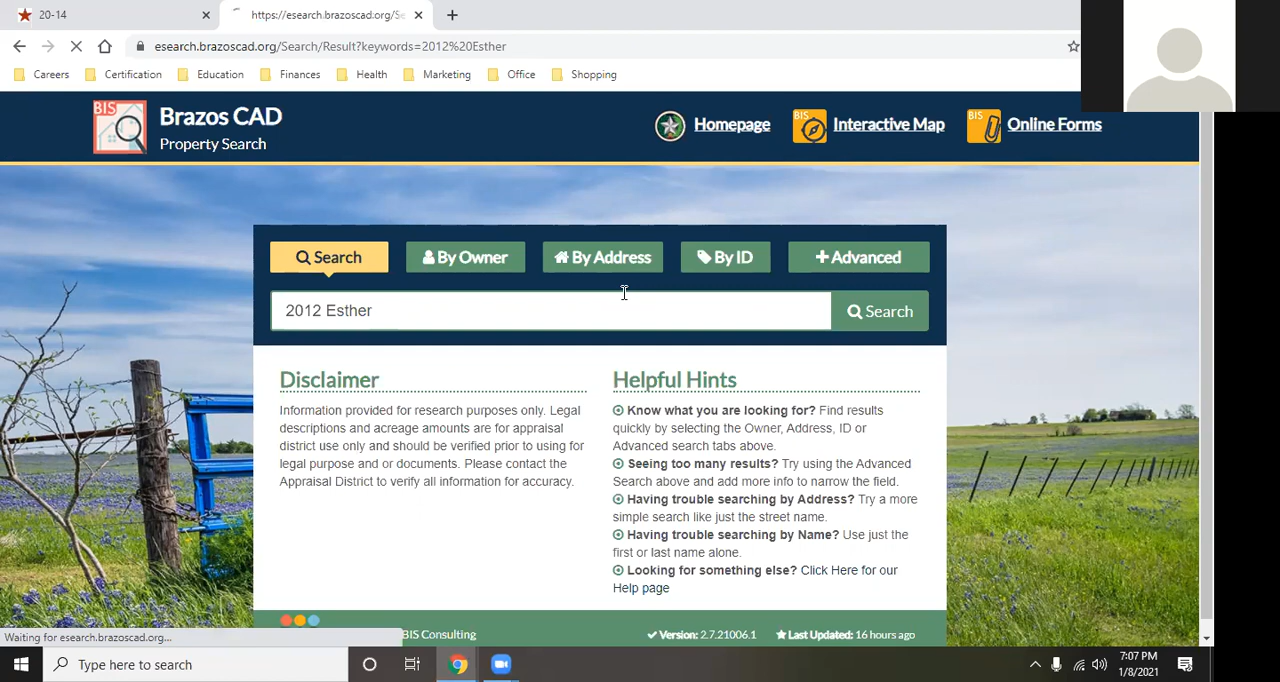 20-14
https://esearch.brazoscad.org/Se
esearch.brazoscad.org/Search/Result?keywords=2012%20Esther
Careers
Certification
Education
Finances
Health
Marketing
Office
Shopping
BIS
Brazos CAD
Property Search
Homepage
BIS
Interactive Map
BIS
Online Forms
Search
By Owner
By Address
By ID
Advanced
2012 Esther
Search
Disclaimer
Information provided for research purposes only. Legal
descriptions and acreage amounts are for appraisal
district use only and should be verified prior to using for
legal purpose and or documents. Please contact the
Appraisal District to verify all information for accuracy.
Helpful Hints
Know what you are looking for? Find results
quickly by selecting the Owner, Address, ID or
Advanced search tabs above.
Seeing too many results? Try using the Advanced
Search above and add more info to narrow the field.
Having trouble searching by Address? Try a more
simple search like just the street name.
Having trouble searching by Name? Use just the
first or last name alone.
Looking for something else? Click Here for our
Help page
Waiting for esearch.brazoscad.org...
BIS Consulting
Version: 2.7.21006.1
Last Updated: 16 hours ago
Type here to search
7:07 PM
1/8/2021